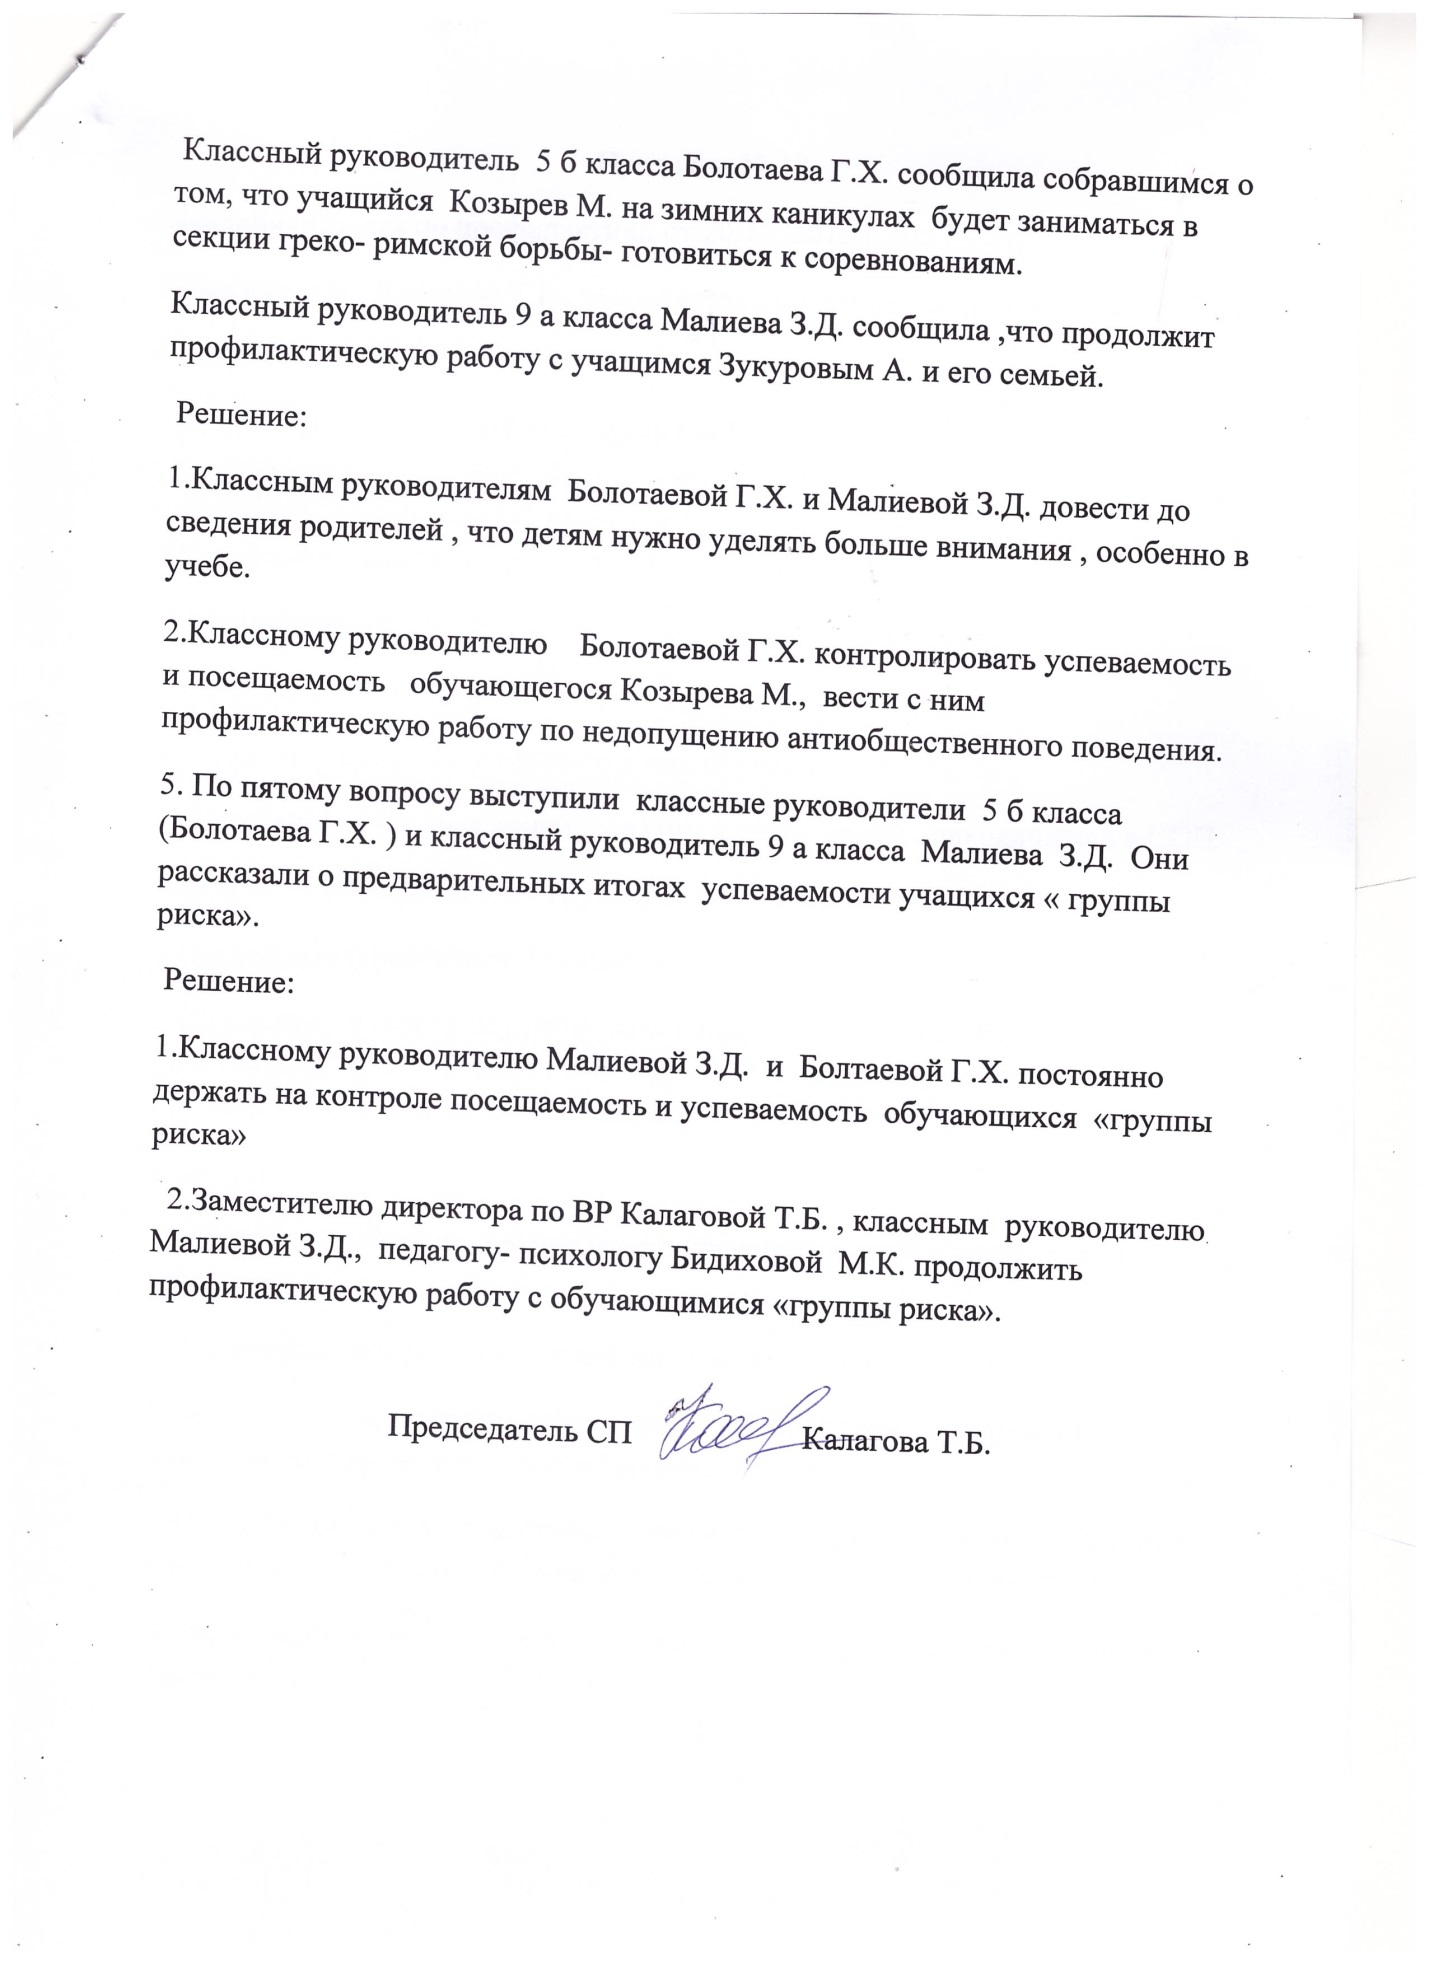 Классный руководитель 5 б класса Болотаева Г.Х. сообщила собравшимся о
том, что учащийся Козырев М. на зимних каникулах будет заниматься в
секции греко- римской борьбы- готовиться к соревнованиям.
Классный руководитель 9 а класса Малиева З.Д. сообщила ,что продолжит
профилактическую работу с учащимся Зукуровым А. и его семьей.
Решение:
1.Классным руководителям Болотаевой Г.Х. и Малиевой З.Д. довести до
сведения родителей , что детям нужно уделять больше внимания , особенно в
учебе.
2.Классному руководителю Болотаевой Г.Х. контролировать успеваемость
и посещаемость обучающегося Козырева М., вести с ним
профилактическую работу по недопущению антиобщественного поведения.
5. По пятому вопросу выступили классные руководители 5 б класса
(Болотаева Г.Х. ) и классный руководитель 9 а класса Малиева З.Д. Они
рассказали о предварительных итогах успеваемости учащихся « группы
риска».
Решение:
1.Классному руководителю Малиевой З.Д. и Болтаевой Г.Х. постоянно
держать на контроле посещаемость и успеваемость обучающихся «группы
риска»
2.Заместителю директора по ВР Калаговой Т.Б. , классным руководителю
Малиевой З.Д., педагогу- психологу Бидиховой М.К. продолжить
профилактическую работу с обучающимися «группы риска».
Председатель СП Калагова Т.Б.